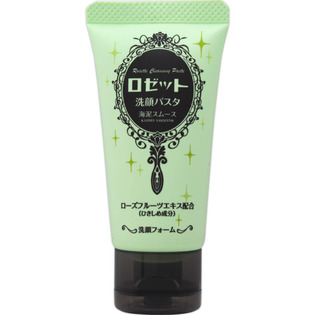 Rosette Cleansing Paste
ロゼット
洗顔パスタ
海泥スムース
KAIDEI SMOOTH
ローズフルーツエキス配合
(ひきしめ成分)
洗顔フォーム